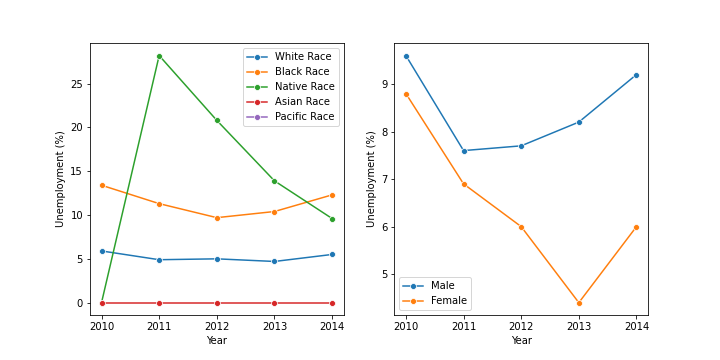 White Race
Black Race
Native Race
Asian Race
Pacific Race
Unemployment (%)
25
20
15
10
5
0
2010 2011 2012 2013 2014
Year
Unemployment (%)
9
8
7
6
5
Male
Female
2010 2011 2012 2013 2014
Year